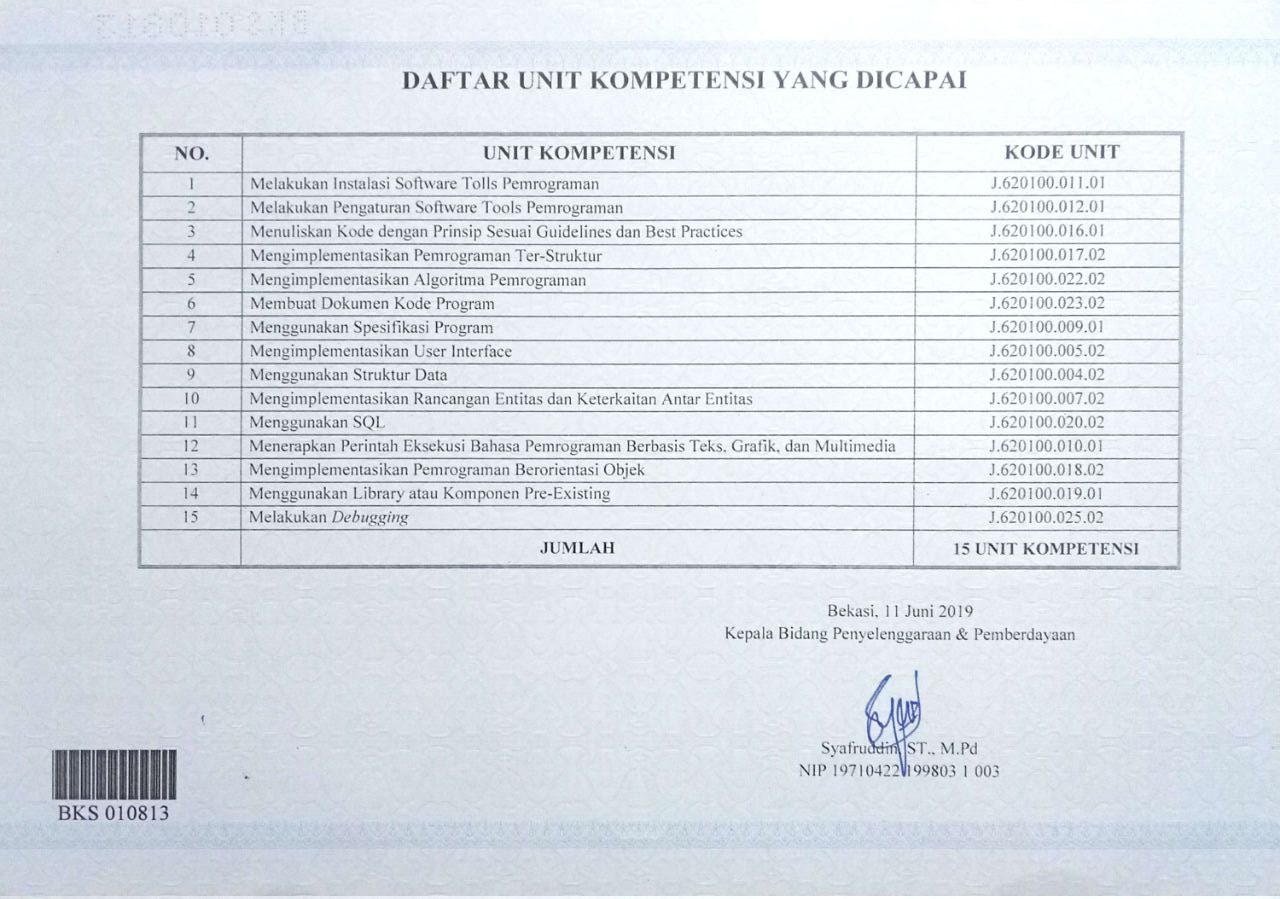 DAFTAR UNIT KOMPETENSI YANG DICAPAI
NO. UNIT KOMPETENSI KODE UNIT
1 Melakukan Instalasi Software Tolls Pemrograman J.620100.011.01
2 Melakukan Pengaturan Software Tools Pemrograman J.620100.012.01
3 Menuliskan Kode dengan Prinsip Sesuai Guidelines dan Best Practices J.620100.016.01
4 Mengimplementasikan Pemrograman Ter-Struktur J.620100.017.02
5 Mengimplementasikan Algoritma Pemrograman J.620100.022.02
6 Membuat Dokumen Kode Program J.620100.023.02
7 Menggunakan Spesifikasi Program J.620100.009.01
8 Mengimplementasikan User Interface J.620100.005.02
9 Menggunakan Struktur Data J.620100.004.02
10 Mengimplementasikan Rancangan Entitas dan Keterkaitan Antar Entitas J.620100.007.02
11 Menggunakan SQL J.620100.020.02
12 Menerapkan Perintah Eksekusi Bahasa Pemrograman Berbasis Teks, Grafik, dan Multimedia J.620100.010.01
13 Mengimplementasikan Pemrograman Berorientasi Objek J.620100.018.02
14 Menggunakan Library atau Komponen Pre-Existing J.620100.019.01
15 Melakukan Debugging J.620100.025.02
JUMLAH 15 UNIT KOMPETENSI
Bekasi, 11 Juni 2019
Kepala Bidang Penyelenggaraan & Pemberdayaan
Syafruddin, ST., M.Pd
NIP 19710422 199803 1 003
BKS 010813